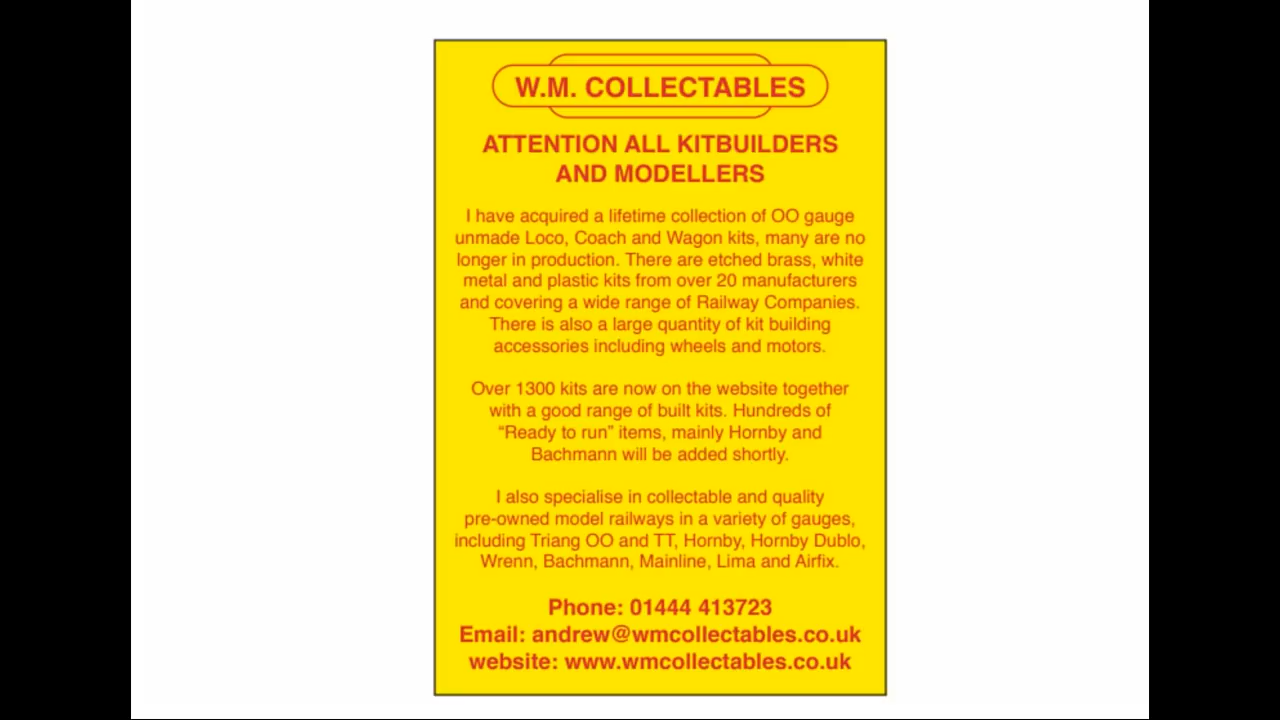 W.M. COLLECTABLES
ATTENTION ALL KITBUILDERS
AND MODELLERS
I have acquired a lifetime collection of OO gauge
unmade Loco, Coach and Wagon kits, many are no
longer in production. There are etched brass, white
metal and plastic kits from over 20 manufacturers
and covering a wide range of Railway Companies.
There is also a large quantity of kit building
accessories including wheels and motors.
Over 1300 kits are now on the website together
with a good range of built kits. Hundreds of
“Ready to run” items, mainly Hornby and
Bachmann will be added shortly.
I also specialise in collectable and quality
pre-owned model railways in a variety of gauges,
including Triang OO and TT, Hornby, Hornby Dublo,
Wrenn, Bachmann, Mainline, Lima and Airfix.
Phone: 01444 413723
Email: andrew@wmcollectables.co.uk
website: www.wmcollectables.co.uk